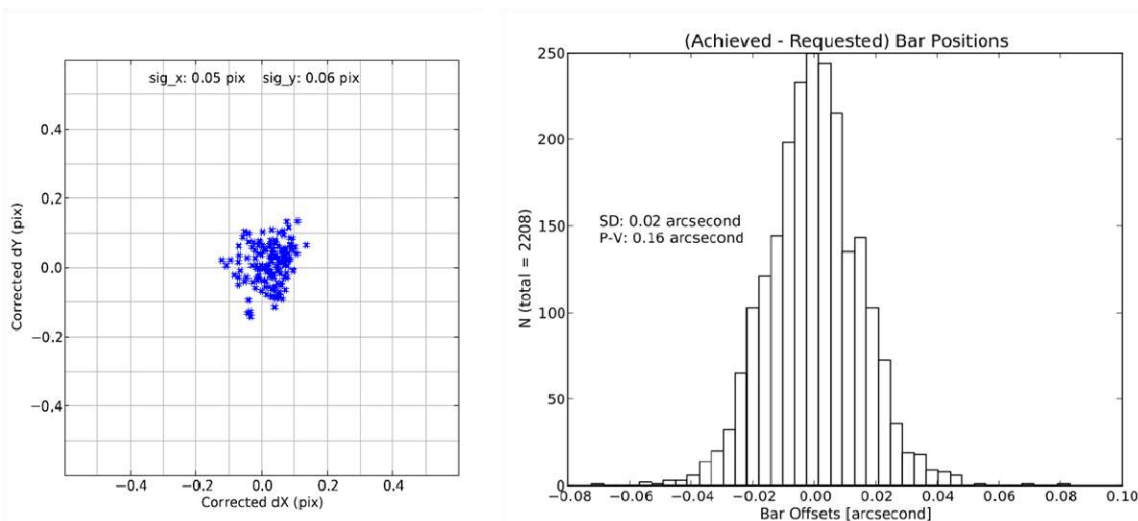 sig_x: 0.05 pix sig_y: 0.06 pix
0.4
0.2
0.0
−0.2
−0.4
Corrected dY (pix)
−0.4 −0.2 0.0 0.2 0.4
Corrected dX (pix)
(Achieved - Requested) Bar Positions
250
200
150
100
50
0
N (total = 2208)
SD: 0.02 arcsecond
P-V: 0.16 arcsecond
−0.08 −0.06 −0.04 −0.02 0.00 0.02 0.04 0.06 0.08 0.10
Bar Offsets [arcsecond]